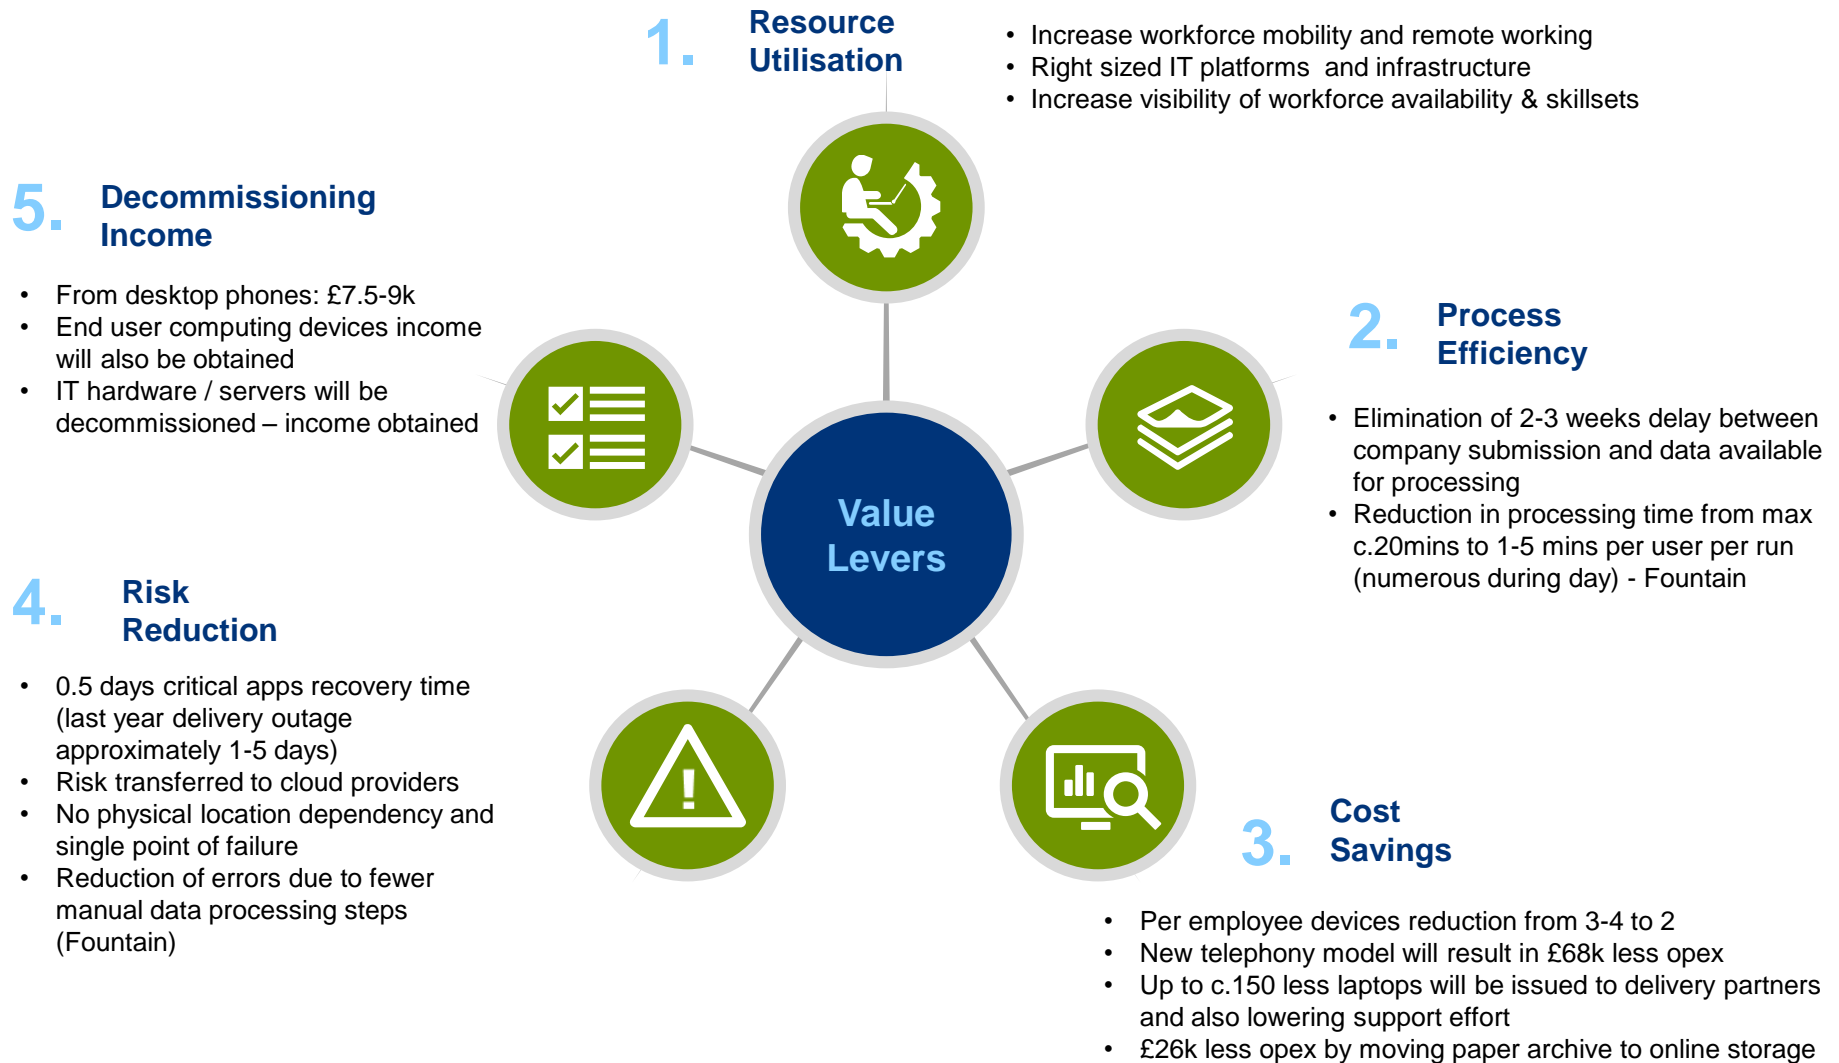 1.
Resource
Utilisation
• Increase workforce mobility and remote working
• Right sized IT platforms  and infrastructure
• Increase visibility of workforce availability & skillsets
2.
Process
Efficiency
• Elimination of 2-3 weeks delay between
company submission and data available
for processing
• Reduction in processing time from max
c.20mins to 1-5 mins per user per run
(numerous during day) - Fountain
3.
Cost
Savings
• Per employee devices reduction from 3-4 to 2
• New telephony model will result in £68k less opex
• Up to c.150 less laptops will be issued to delivery partners
and also lowering support effort
• £26k less opex by moving paper archive to online storage
4.
Risk
Reduction
• 0.5 days critical apps recovery time
(last year delivery outage
approximately 1-5 days)
• Risk transferred to cloud providers
• No physical location dependency and
single point of failure
• Reduction of errors due to fewer
manual data processing steps
(Fountain)
5.
Decommissioning
Income
• From desktop phones: £7.5-9k
• End user computing devices income
will also be obtained
• IT hardware / servers will be
decommissioned – income obtained
Value
Levers
!